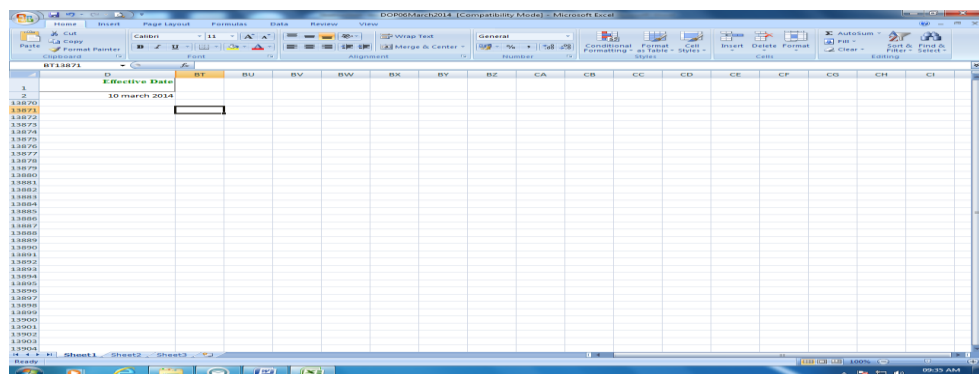 DOP06March2014 [Compatibility Mode] - Microsoft Excel
Home Insert Page Layout Formulas Data Review View
Cut
Copy
Format Painter
Paste
Calibri 11
B I U
Wrap Text
Merge & Center
General
Conditional Formatting
Format as Table
Cell Styles
Insert Delete Format
AutoSum
Fill
Clear
Sort & Filter
Find & Select
Clipboard Font Alignment Number Styles Cells Editing
BT13871 fx
D BT BU BV BW BX BY BZ CA CB CC CD CE CF CG CH CI
1 Effective Date
2 10 march 2014
13870
13871
13872
13873
13874
13875
13876
13877
13878
13879
13880
13881
13882
13883
13884
13885
13886
13887
13888
13889
13890
13891
13892
13893
13894
13895
13896
13897
13898
13899
13900
13901
13902
13903
13904
Sheet1 Sheet2 Sheet3
Ready 100%
09:35 AM